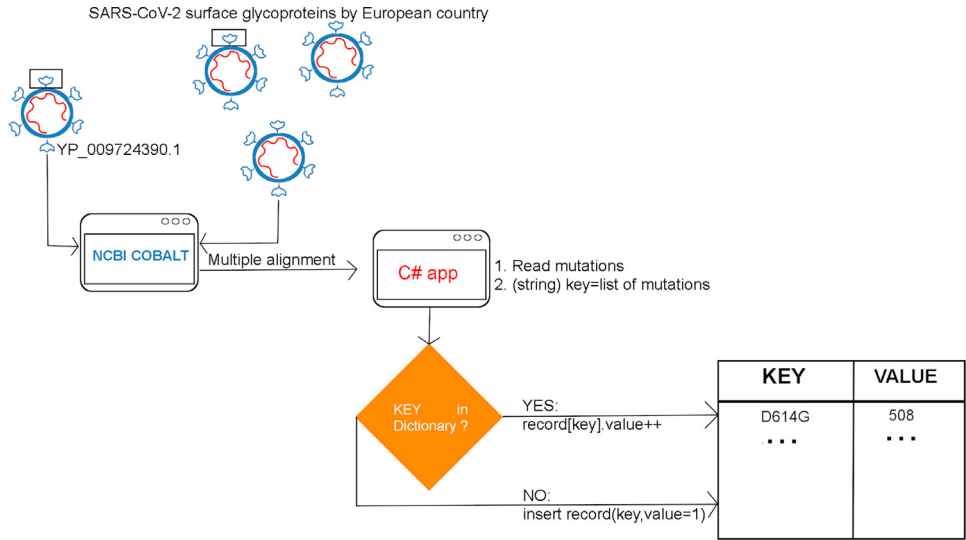 SARS-CoV-2 surface glycoproteins by European country
YP_009724390.1
NCBI COBALT
Multiple alignment
C# app
1. Read mutations
2. (string) key=list of mutations
KEY in
Dictionary ?
YES:
record[key].value++
NO:
insert record(key,value=1)
KEY VALUE
D614G 508
... ...